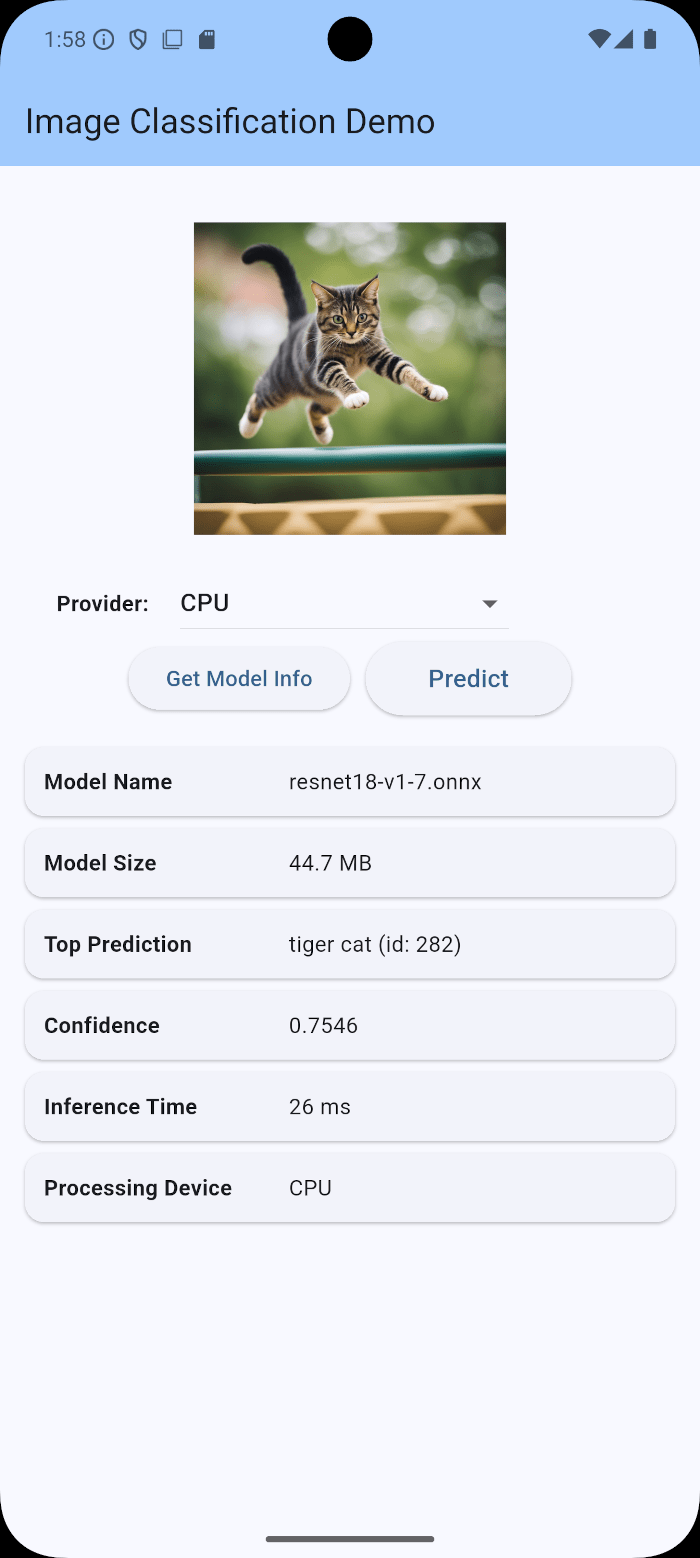 1:58
Image Classification Demo
Provider: CPU
Get Model Info Predict
Model Name resnet18-v1-7.onnx
Model Size 44.7 MB
Top Prediction tiger cat (id: 282)
Confidence 0.7546
Inference Time 26 ms
Processing Device CPU